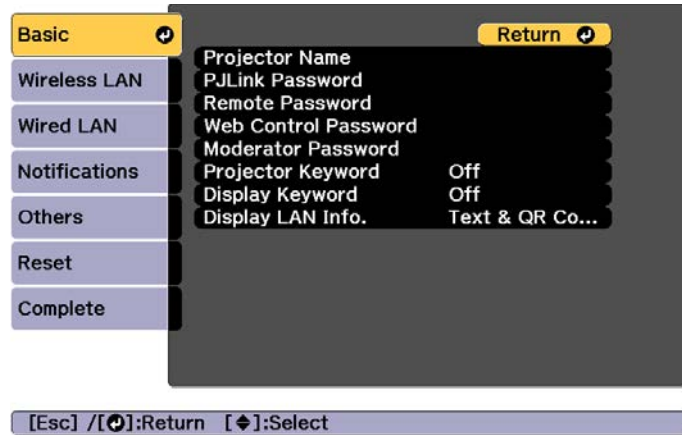 Basic
Wireless LAN
Wired LAN
Notifications
Others
Reset
Complete
Return
Projector Name
PJLink Password
Remote Password
Web Control Password
Moderator Password
Projector Keyword Off
Display Keyword Off
Display LAN Info. Text & QR Co...
[Esc] /[⏎]:Return [◆]:Select